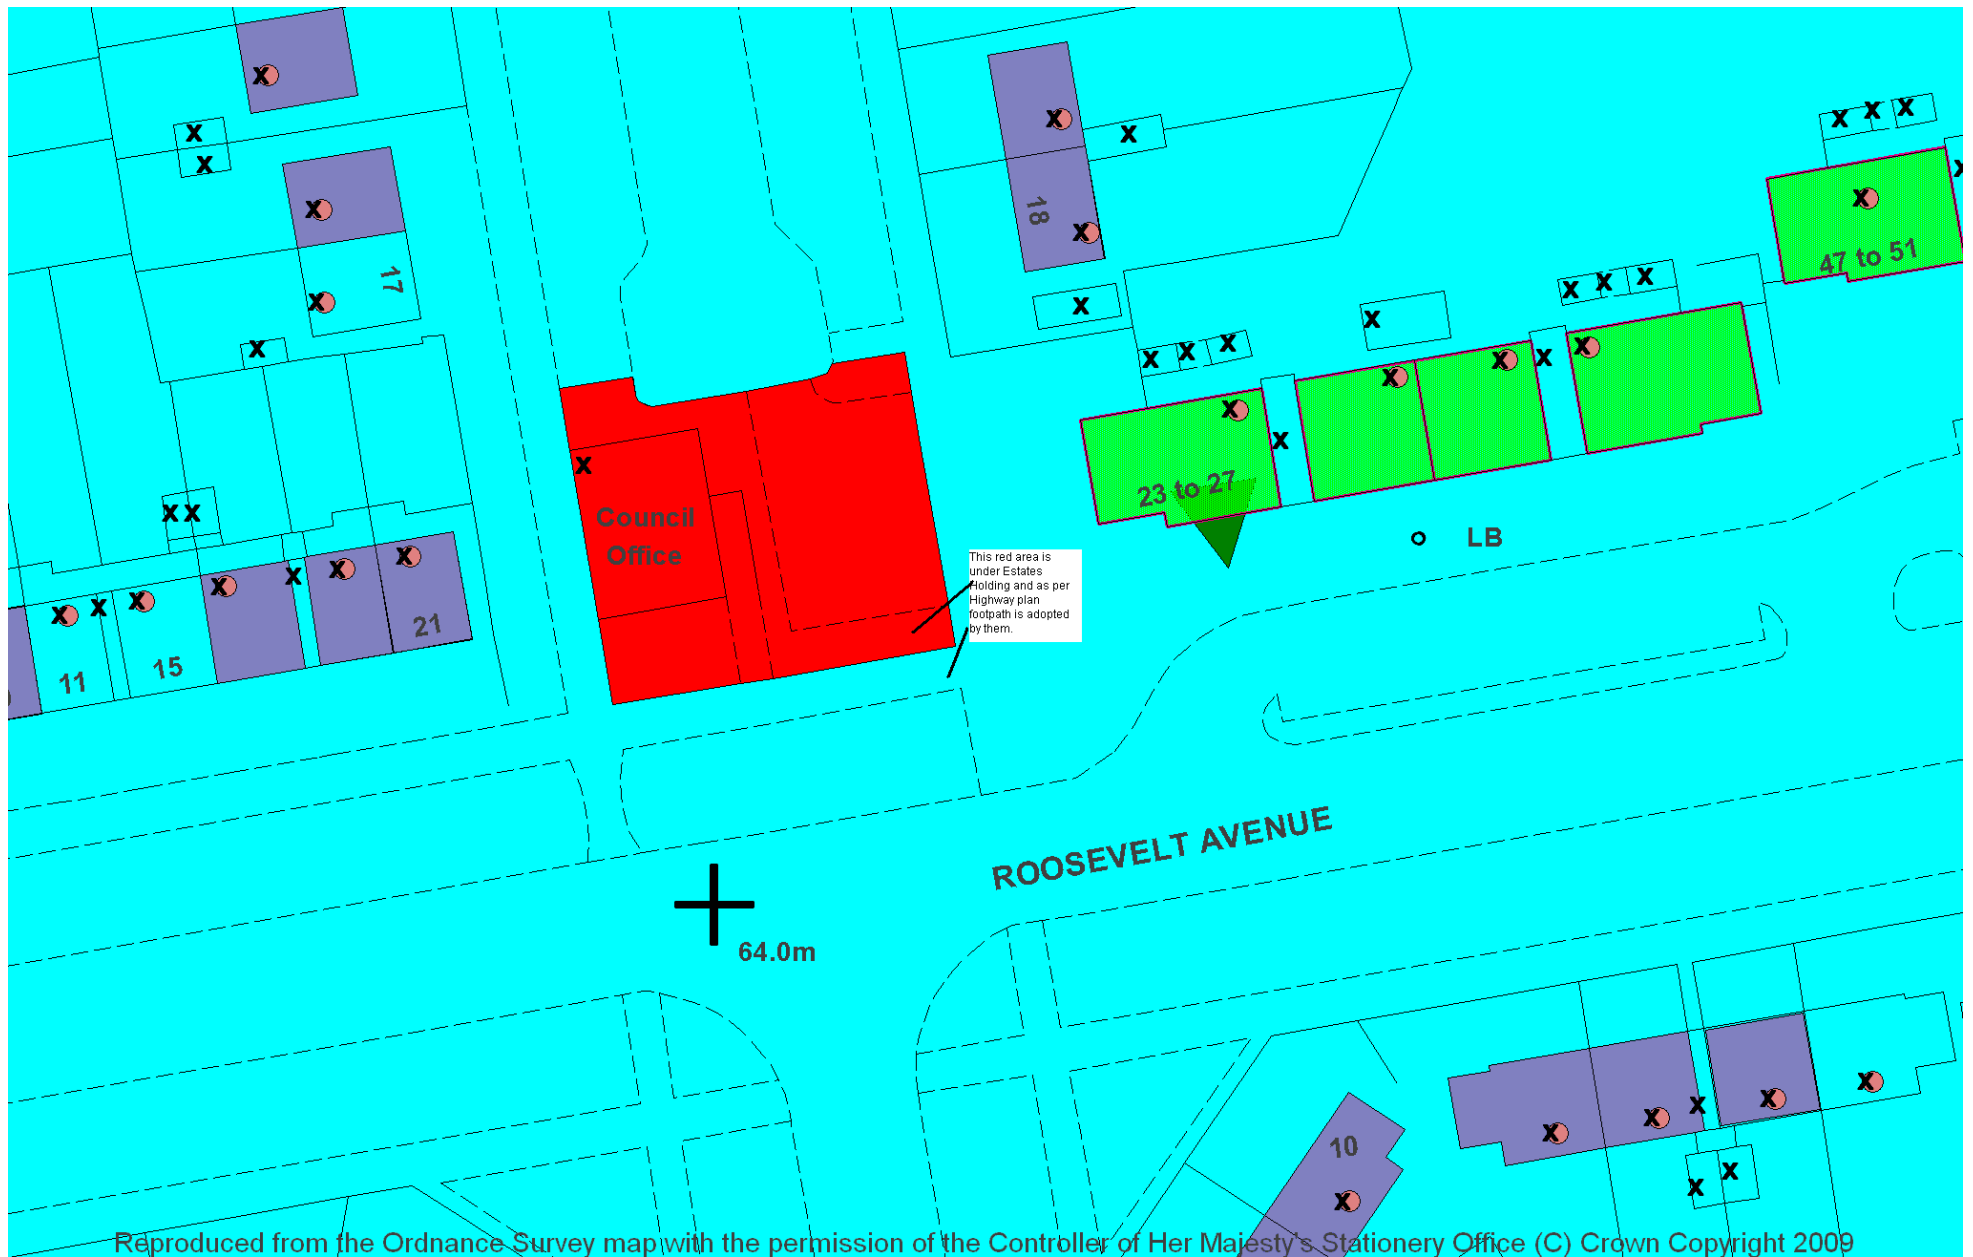 18
17
47 to 51
23 to 27
Council
Office
LB
This red area is
under Estates
Holding and as per
Highway plan
footpath is adopted
by them.
21
15
11
ROOSEVELT AVENUE
64.0m
10
Reproduced from the Ordnance Survey map with the permission of the Controller of Her Majesty's Stationery Office (C) Crown Copyright 2009